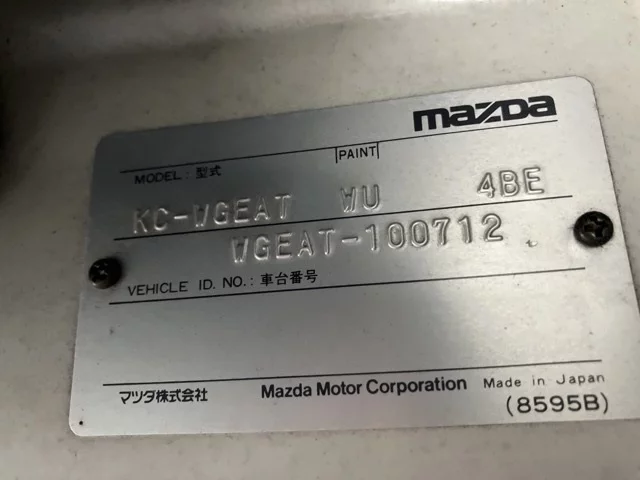 mazda
MODEL: 型式 PAINT
KC-WGEAT WU 4BE
WGEAT-100712
VEHICLE ID. NO.: 車台番号
マツダ株式会社 Mazda Motor Corporation Made in Japan
(8595B)